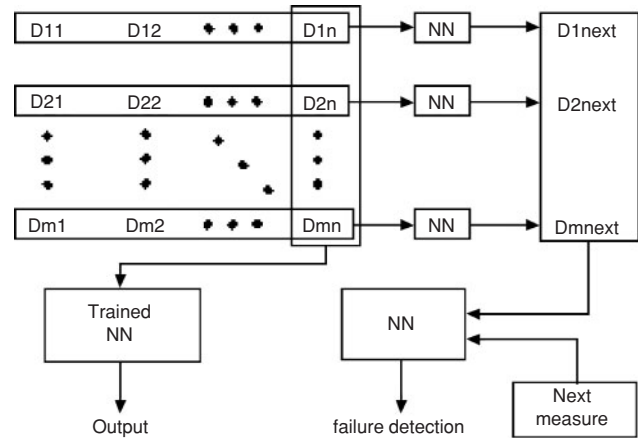 D11 D12 D1n NN D1next
D21 D22 D2n NN D2next
Dm1 Dm2 Dmn NN Dmnext
Trained
NN
NN
Next
measure
Output
failure detection